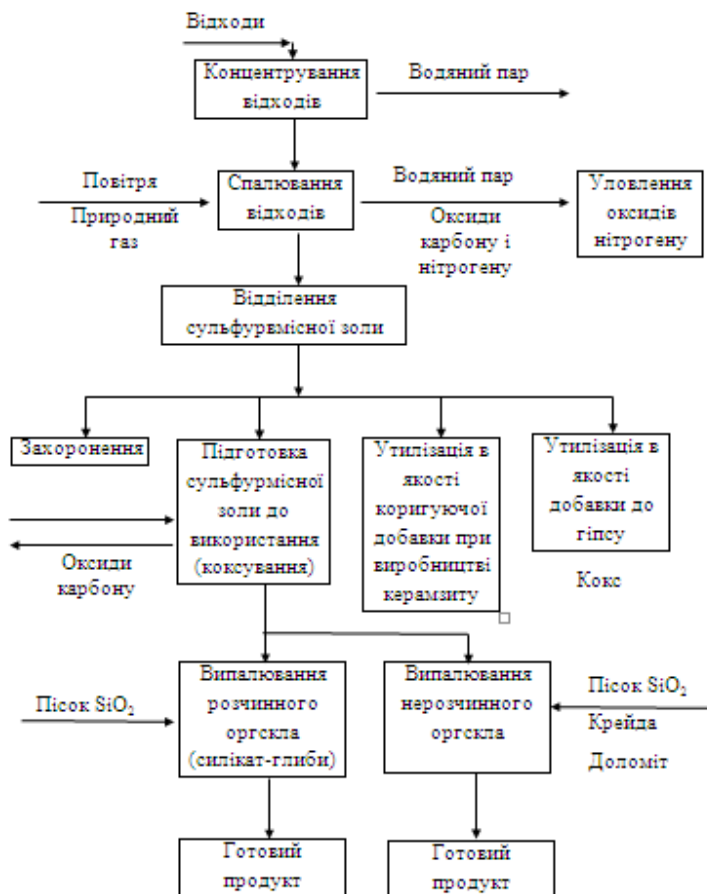 Відходи
Концентрування
відходів
Водяний пар
Повітря
Природний
газ
Спалювання
відходів
Водяний пар
Оксиди
карбону і
нітрогену
Уловлення
оксидів
нітрогену
Відділення
сульфурвмісної золи
Захоронення
Підготовка
сульфурмісної
золи до
використання
(коксування)
Утилізація в
якості
коригуючої
добавки при
виробництві
керамзиту
Утилізація в
якості
добавки до
гіпсу
Оксиди
карбону
Кокс
Пісок SiO₂
Випалювання
розчинного
оргскла
(силікат-глиби)
Випалювання
нерозчинного
оргскла
Пісок SiO₂
Крейда
Доломіт
Готовий
продукт
Готовий
продукт